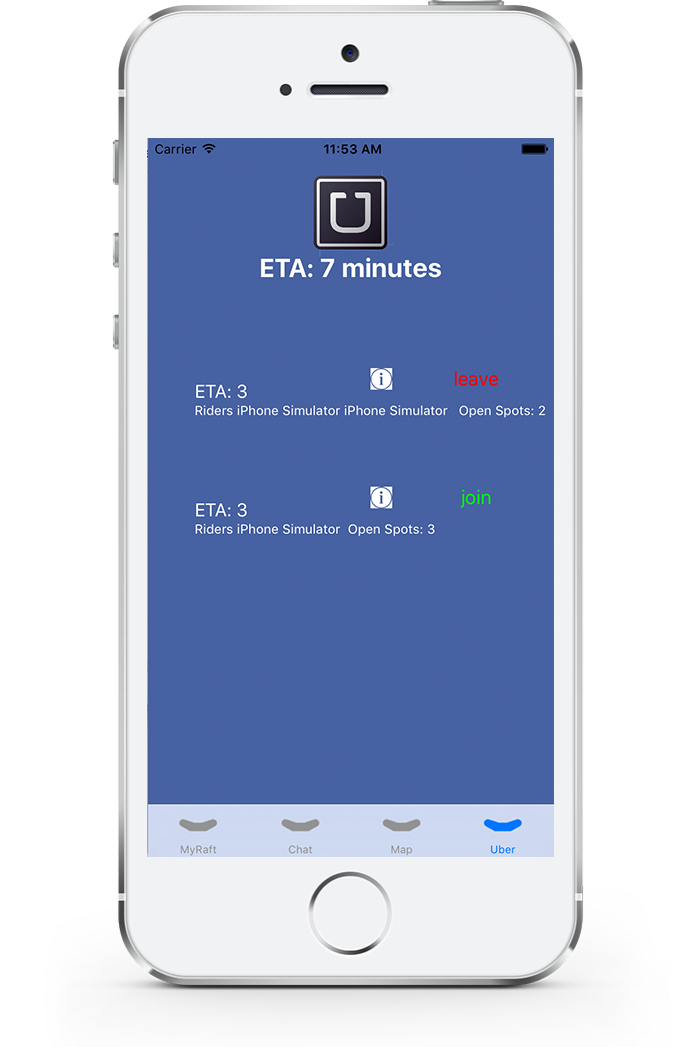 Carrier 11:53 AM
ETA: 7 minutes
leave
ETA: 3
Riders iPhone Simulator iPhone Simulator Open Spots: 2
join
ETA: 3
Riders iPhone Simulator Open Spots: 3
MyRaft Chat Map Uber